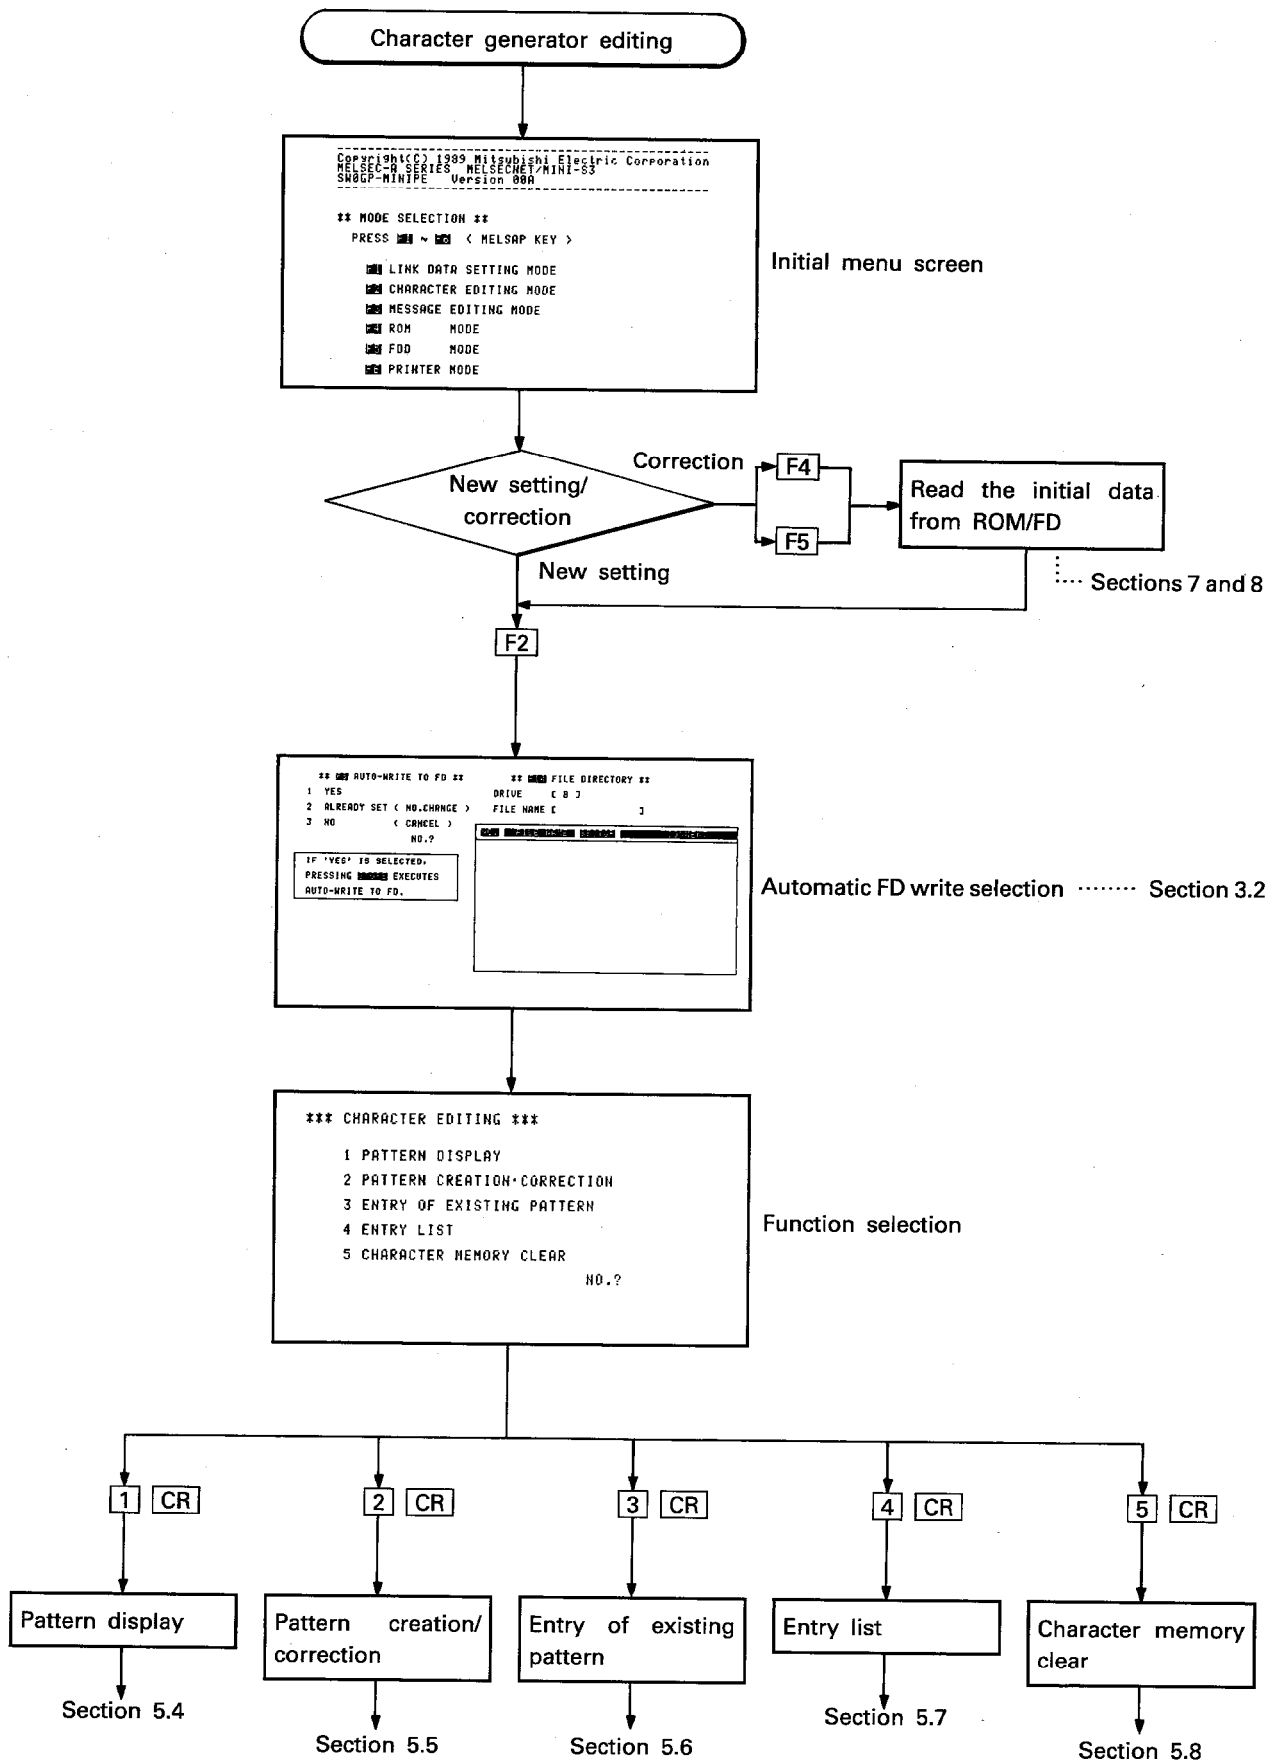 Character generator editing
Copyright(C) 1989 Mitsubishi Electric Corporation
MELSEC-A SERIES MELSECNET/MINI-S3
SW0GP-MINIPE Version 00A
** MODE SELECTION **
PRESS ~ < MELSAP KEY >
LINK DATA SETTING MODE
CHARACTER EDITING MODE
MESSAGE EDITING MODE
ROM MODE
FDD MODE
PRINTER MODE
Initial menu screen
New setting/
correction
Correction
F4
F5
Read the initial data
from ROM/FD
Sections 7 and 8
New setting
F2
** AUTO-WRITE TO FD **
1 YES
2 ALREADY SET ( NO.CHANGE )
3 NO ( CANCEL )
NO.?
IF 'YES' IS SELECTED,
PRESSING EXECUTES
AUTO-WRITE TO FD.
** FILE DIRECTORY **
DRIVE [ B ]
FILE NAME [ ]
Automatic FD write selection ········ Section 3.2
*** CHARACTER EDITING ***
1 PATTERN DISPLAY
2 PATTERN CREATION·CORRECTION
3 ENTRY OF EXISTING PATTERN
4 ENTRY LIST
5 CHARACTER MEMORY CLEAR
NO.?
Function selection
1 CR
2 CR
3 CR
4 CR
5 CR
Pattern display
Pattern creation/
correction
Entry of existing
pattern
Entry list
Character memory
clear
Section 5.4
Section 5.5
Section 5.6
Section 5.7
Section 5.8